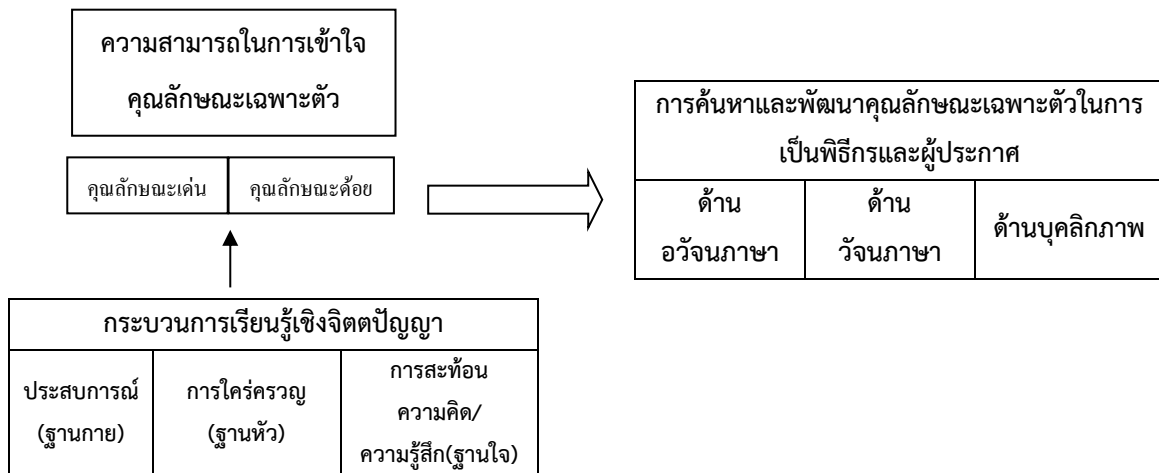 ความสามารถในการเข้าใจ
คุณลักษณะเฉพาะตัว
คุณลักษณะเด่น
คุณลักษณะด้อย
การค้นหาและพัฒนาคุณลักษณะเฉพาะตัวในการ
เป็นพิธีกรและผู้ประกาศ
ด้าน
อวัจนภาษา
ด้าน
วัจนภาษา
ด้านบุคลิกภาพ
กระบวนการเรียนรู้เชิงจิตตปัญญา
ประสบการณ์
(ฐานกาย)
การใคร่ครวญ
(ฐานหัว)
การสะท้อน
ความคิด/
ความรู้สึก(ฐานใจ)